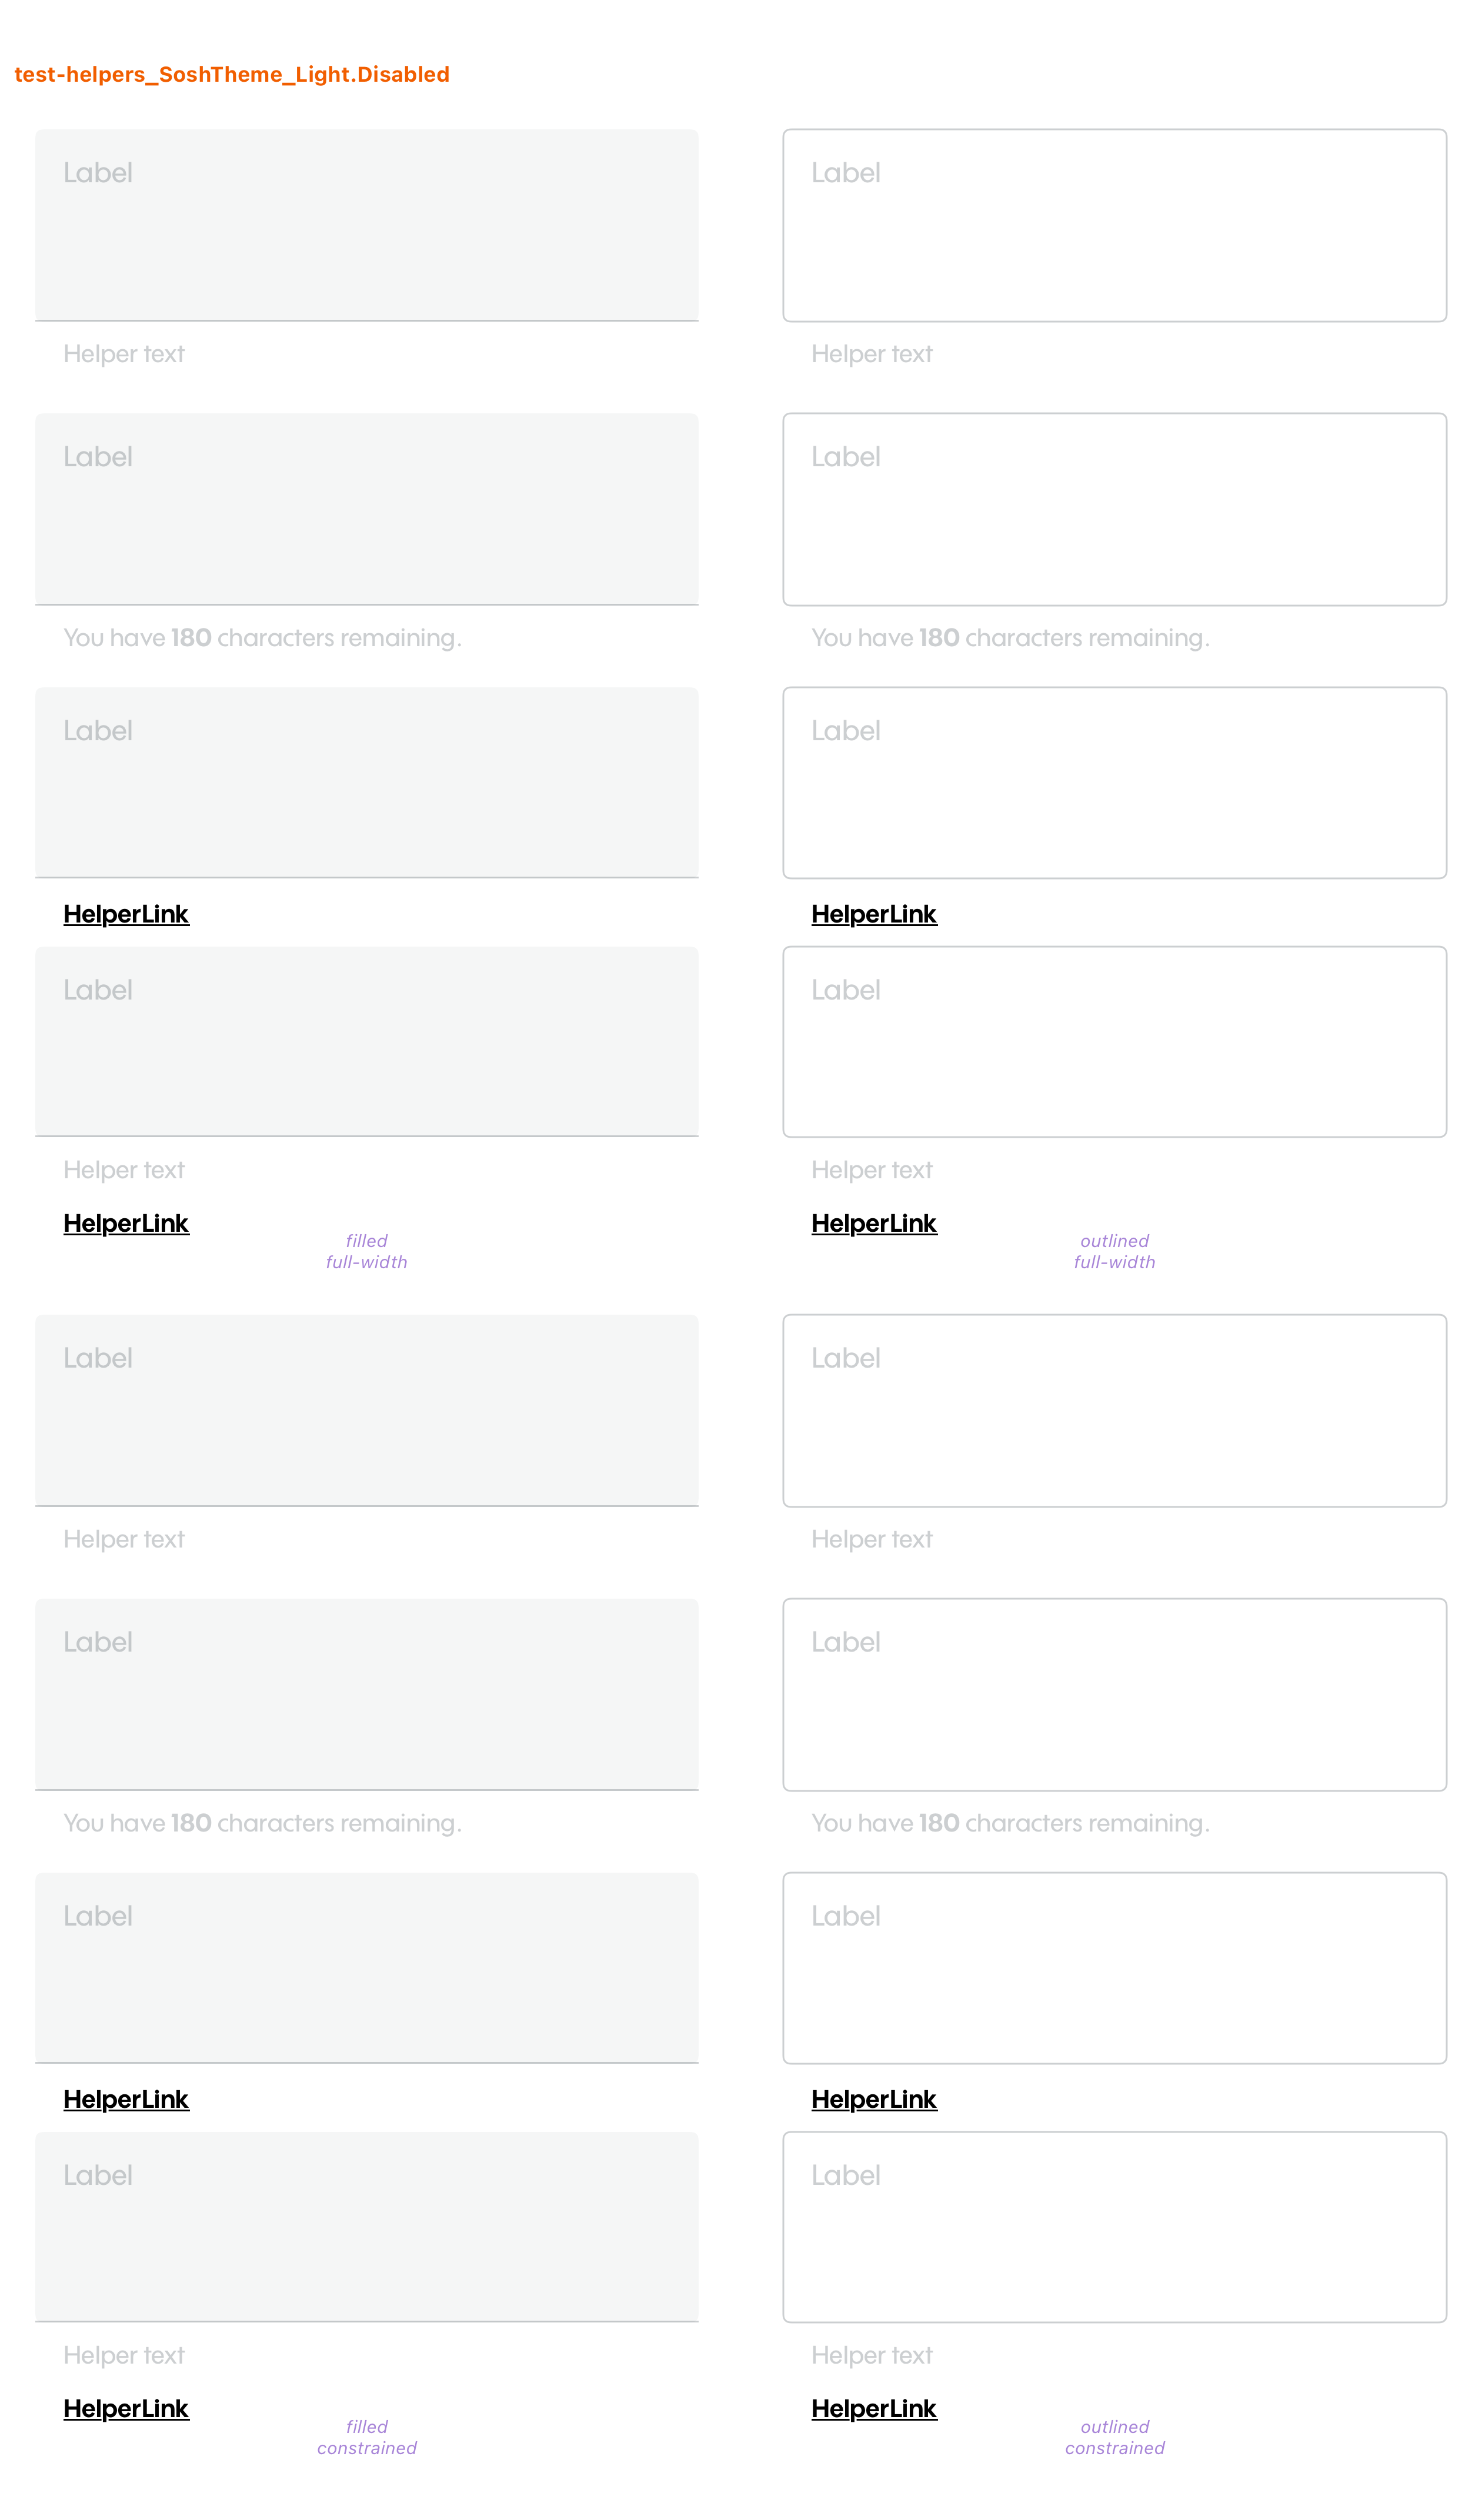 test-helpers_SoshTheme_Light.Disabled
Label
Label
Helper text
Helper text
Label
Label
You have 180 characters remaining.
You have 180 characters remaining.
Label
Label
HelperLink
HelperLink
Label
Label
Helper text
Helper text
HelperLink
HelperLink
filled
full-width
outlined
full-width
Label
Label
Helper text
Helper text
Label
Label
You have 180 characters remaining.
You have 180 characters remaining.
Label
Label
HelperLink
HelperLink
Label
Label
Helper text
Helper text
HelperLink
HelperLink
filled
constrained
outlined
constrained